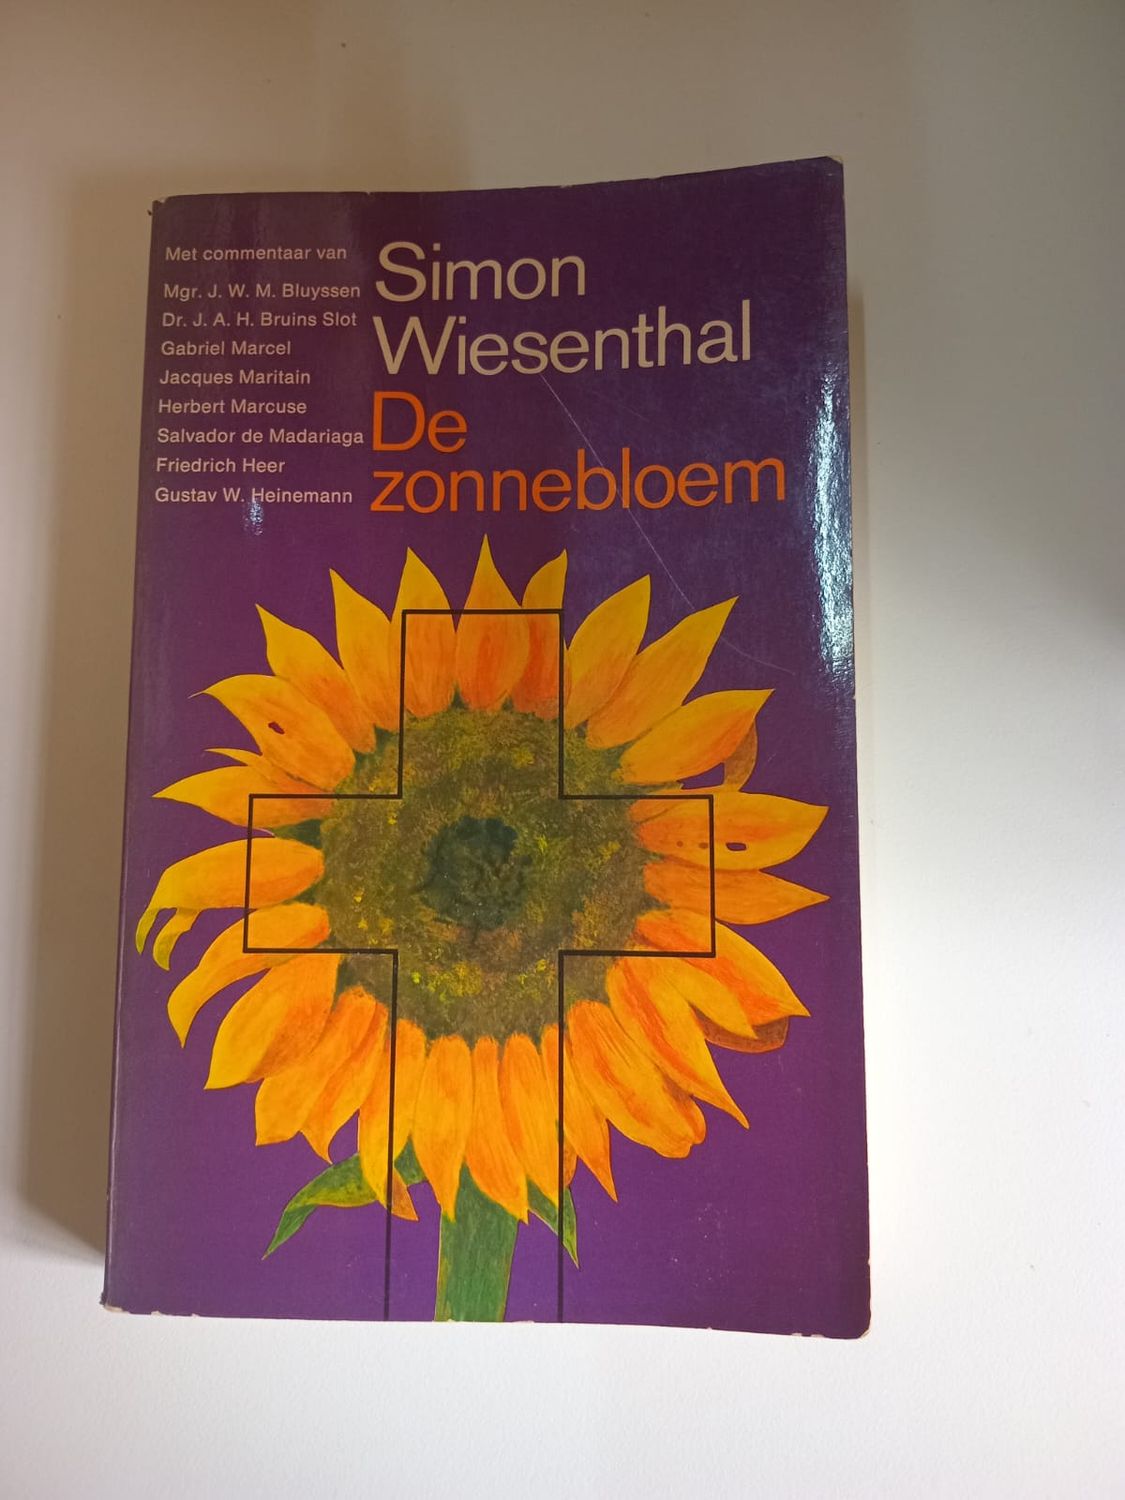 Met commentaar van
Mgr. J. W. M. Bluyssen
Dr. J. A. H. Bruins Slot
Gabriel Marcel
Jacques Maritain
Herbert Marcuse
Salvador de Madariaga
Friedrich Heer
Gustav W. Heinemann
Simon
Wiesenthal
De
zonnebloem